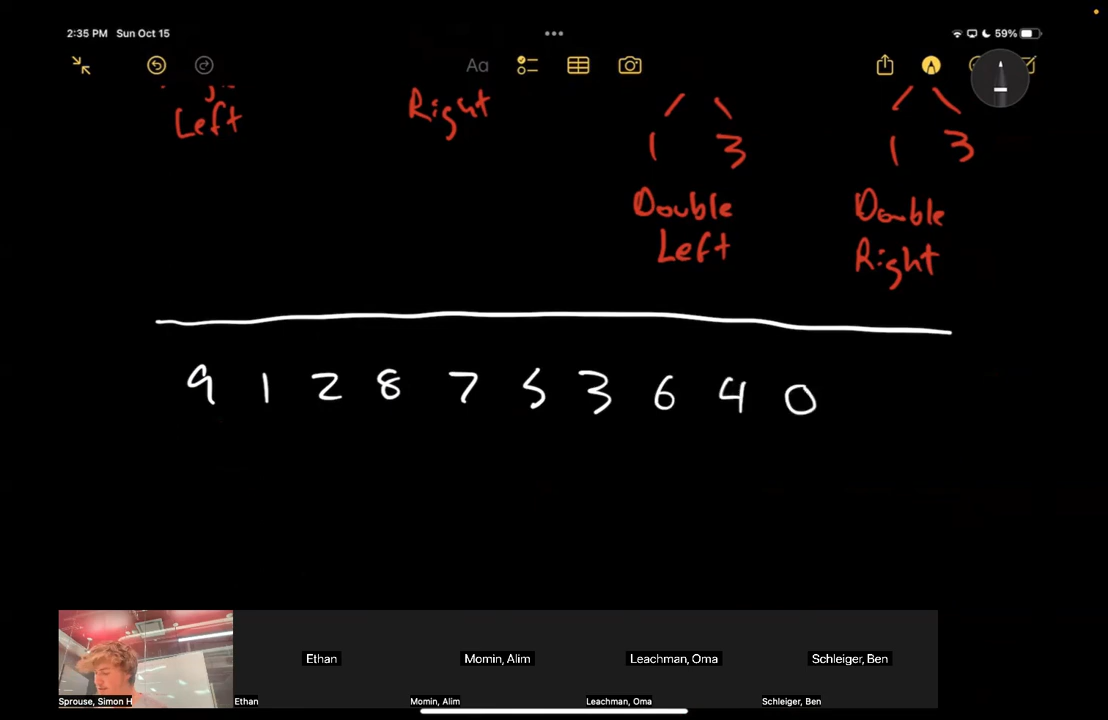 2:35 PM Sun Oct 15
59%
Aa
Left
Right
1 3
1 3
Double
Left
Double
Right
9 1 2 8 7 5 3 6 4 0
Ethan
Momin, Alim
Leachman, Oma
Schleiger, Ben
Sprouse, Simon H
Ethan
Momin, Alim
Leachman, Oma
Schleiger, Ben